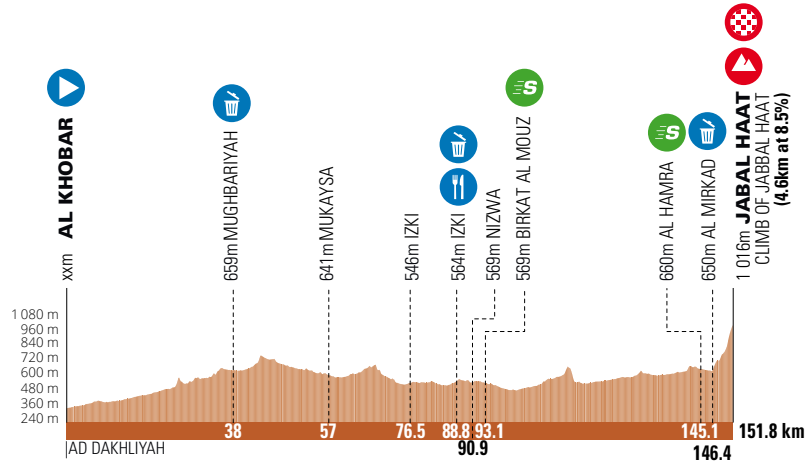 xxm AL KHOBAR
659m MUGHBARIYAH
641m MUKAYSA
546m IZKI
564m IZKI
569m NIZWA
569m BIRKAT AL MOUZ
S
660m AL HAMRA
S
650m AL MIRKAD
1 016m JABAL HAAT
CLIMB OF JABBAL HAAT
(4.6km at 8.5%)
1 080 m
960 m
840 m
720 m
600 m
480 m
360 m
240 m
38
57
76.5
88.8
93.1
145.1
151.8 km
AD DAKHLIYAH
90.9
146.4